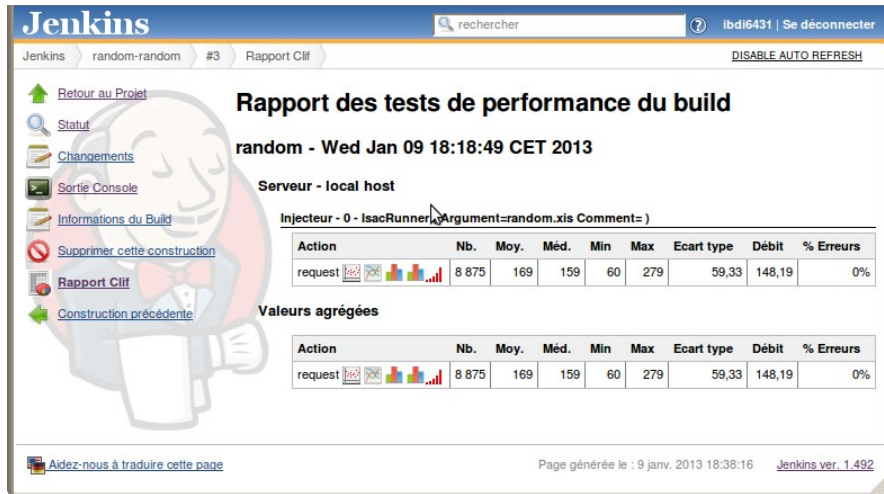 Jenkins
rechercher
ibdi6431 | Se déconnecter
Jenkins random-random #3 Rapport Clif
DISABLE AUTO REFRESH
Retour au Projet
Statut
Changements
Sortie Console
Informations du Build
Supprimer cette construction
Rapport Clif
Construction précédente
Rapport des tests de performance du build
random - Wed Jan 09 18:18:49 CET 2013
Serveur - local host
Injecteur - 0 - IsacRunner Argument=random.xis Comment= )
Action Nb. Moy. Méd. Min Max Ecart type Débit % Erreurs
request 8 875 169 159 60 279 59,33 148,19 0%
Valeurs agrégées
Action Nb. Moy. Méd. Min Max Ecart type Débit % Erreurs
request 8 875 169 159 60 279 59,33 148,19 0%
Aidez-nous à traduire cette page
Page générée le : 9 janv. 2013 18:38:16 Jenkins ver. 1.492